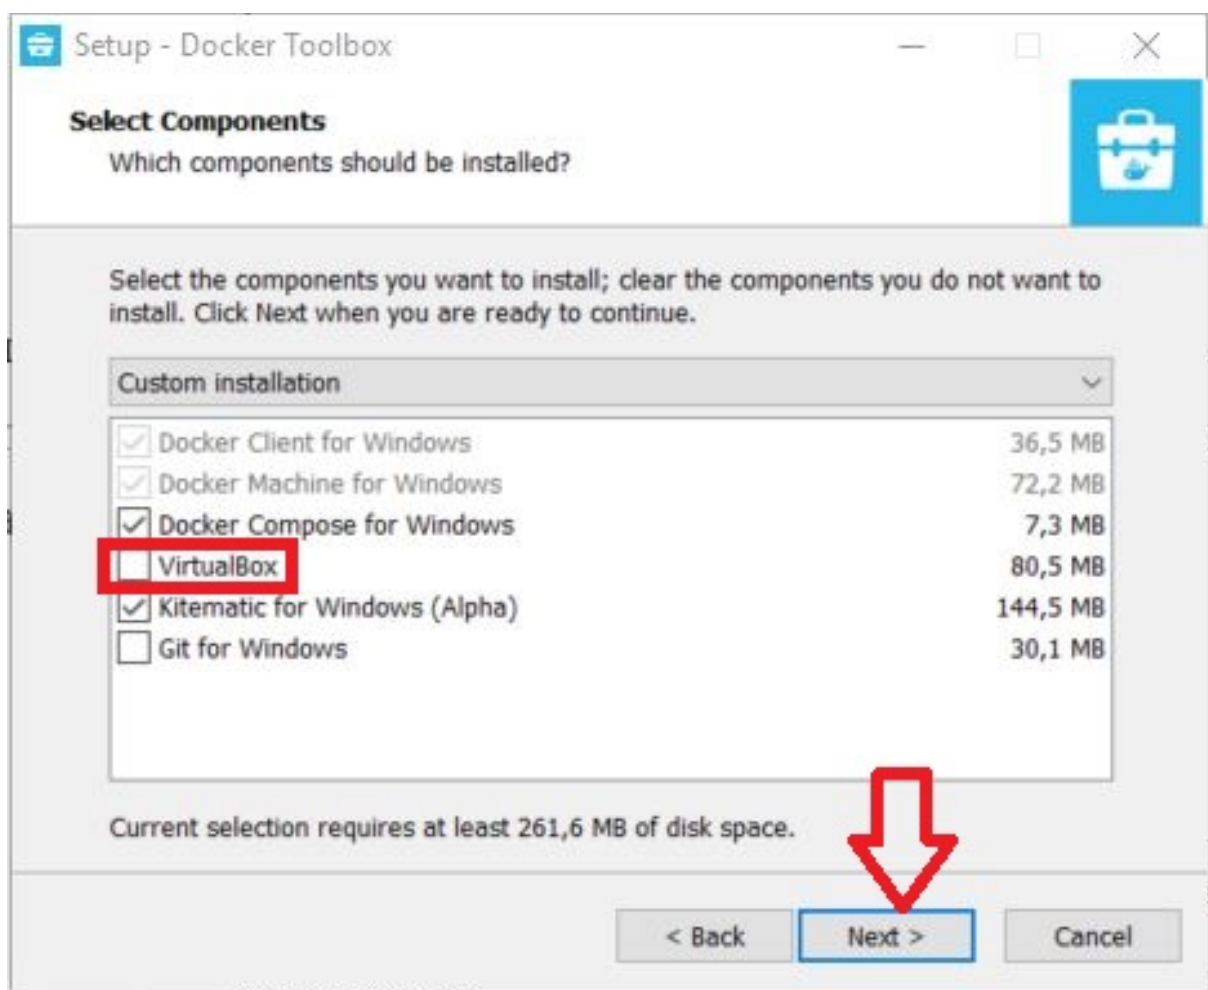 Setup - Docker Toolbox
Select Components
Which components should be installed?
Select the components you want to install; clear the components you do not want to
install. Click Next when you are ready to continue.
Custom installation
Docker Client for Windows 36,5 MB
Docker Machine for Windows 72,2 MB
Docker Compose for Windows 7,3 MB
VirtualBox 80,5 MB
Kitematic for Windows (Alpha) 144,5 MB
Git for Windows 30,1 MB
Current selection requires at least 261,6 MB of disk space.
< Back Next > Cancel